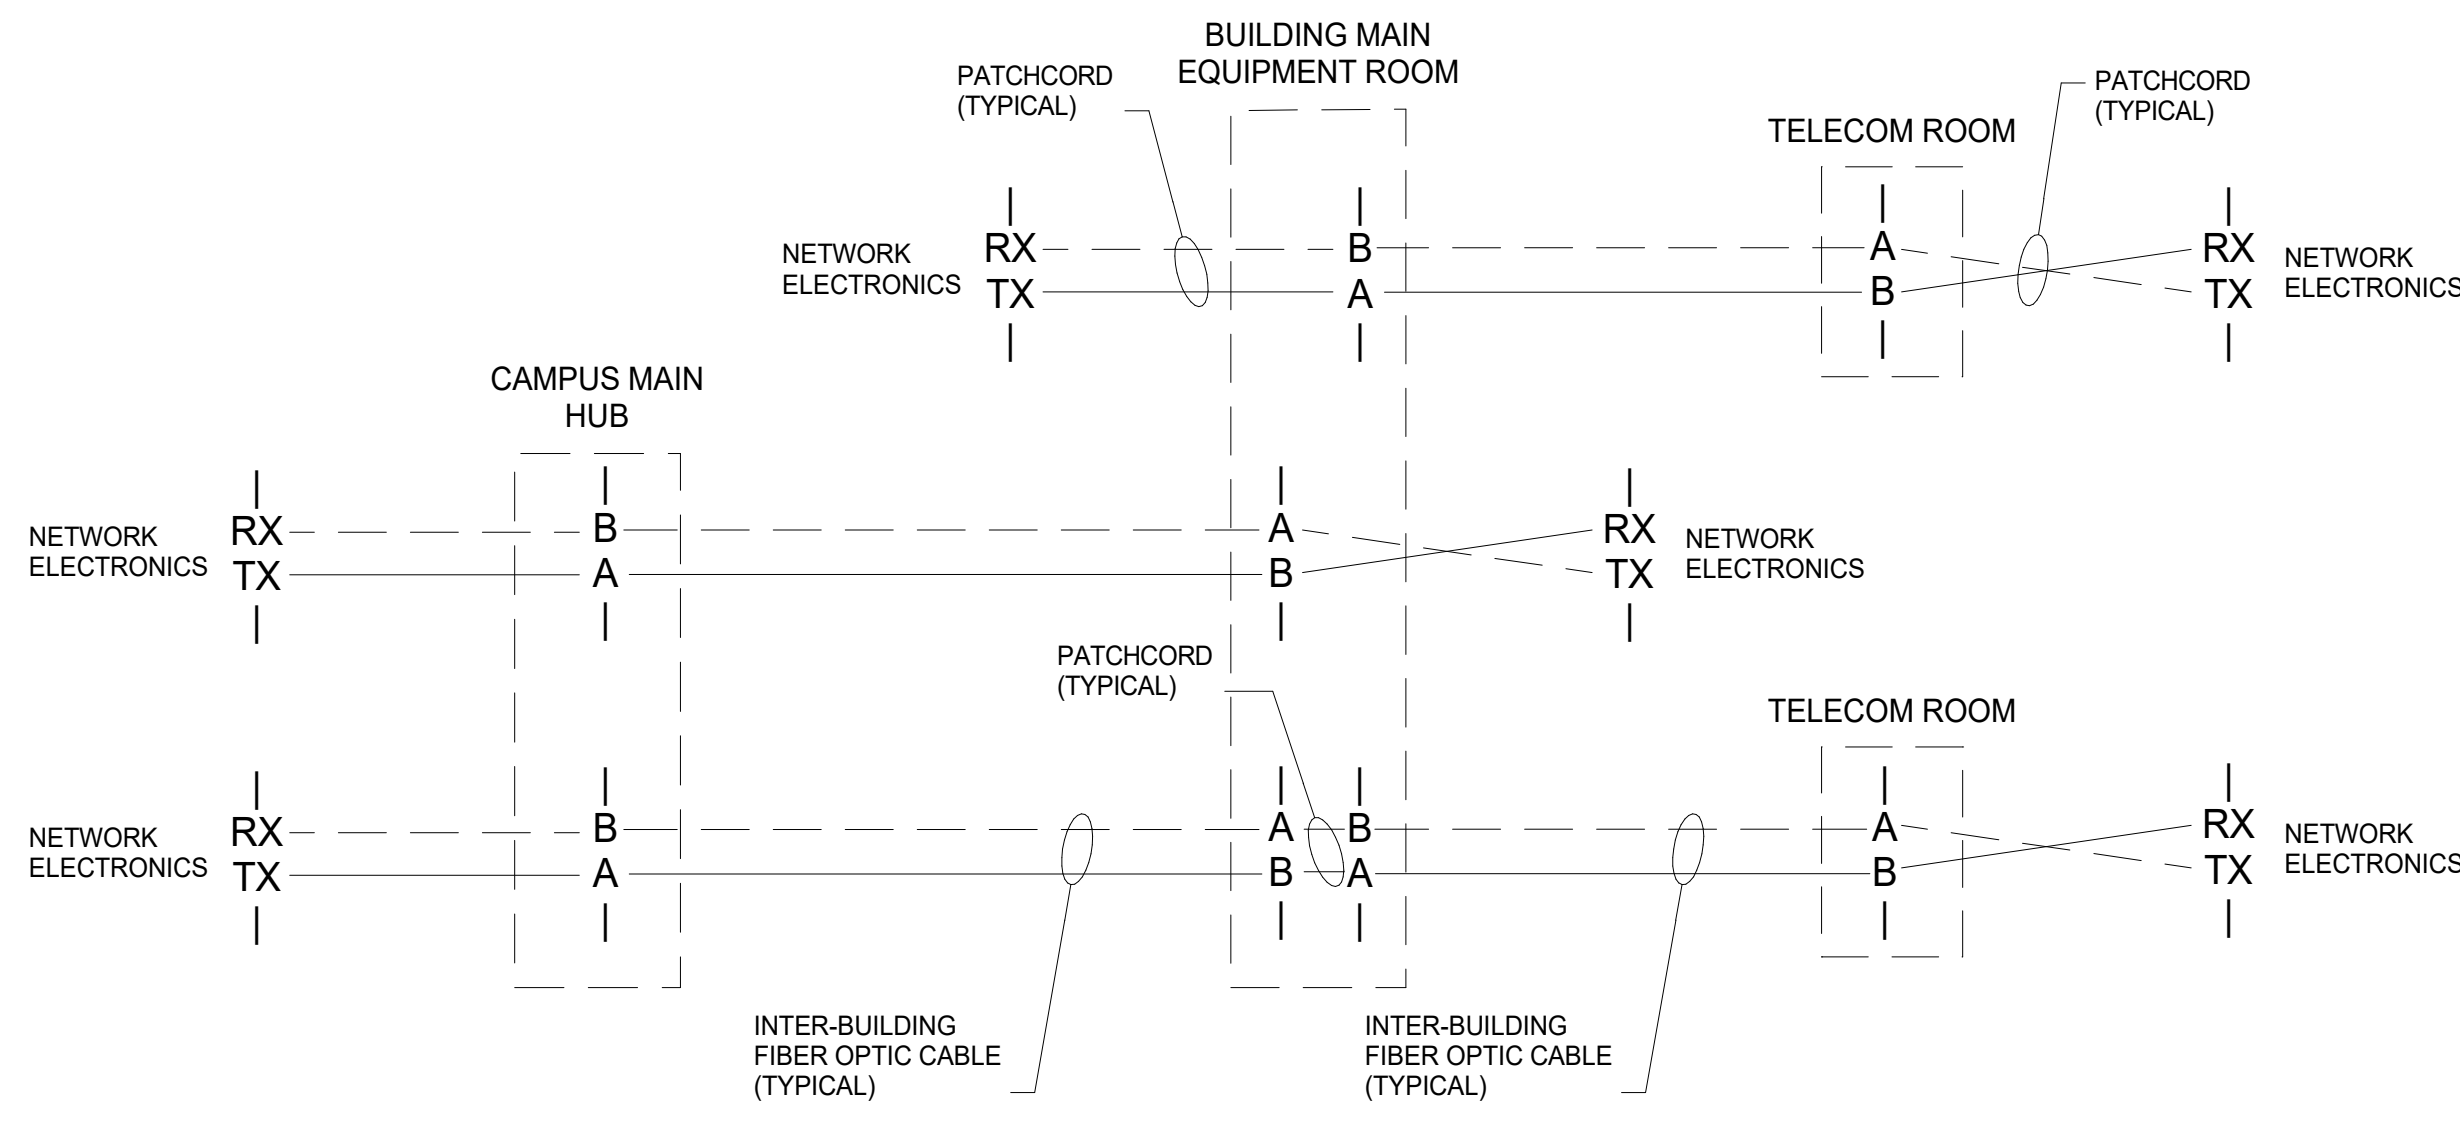 BUILDING MAIN
EQUIPMENT ROOM
PATCHCORD
(TYPICAL)
PATCHCORD
(TYPICAL)
TELECOM ROOM
NETWORK
ELECTRONICS
RX B A RX
TX A B TX
NETWORK
ELECTRONICS
CAMPUS MAIN
HUB
NETWORK
ELECTRONICS
RX B A RX
TX A B TX
NETWORK
ELECTRONICS
PATCHCORD
(TYPICAL)
TELECOM ROOM
NETWORK
ELECTRONICS
RX B A B A RX
TX A B A B TX
NETWORK
ELECTRONICS
INTER-BUILDING
FIBER OPTIC CABLE
(TYPICAL)
INTER-BUILDING
FIBER OPTIC CABLE
(TYPICAL)